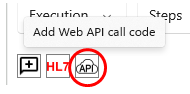 Execution Steps
Add Web API call code
HL7 API